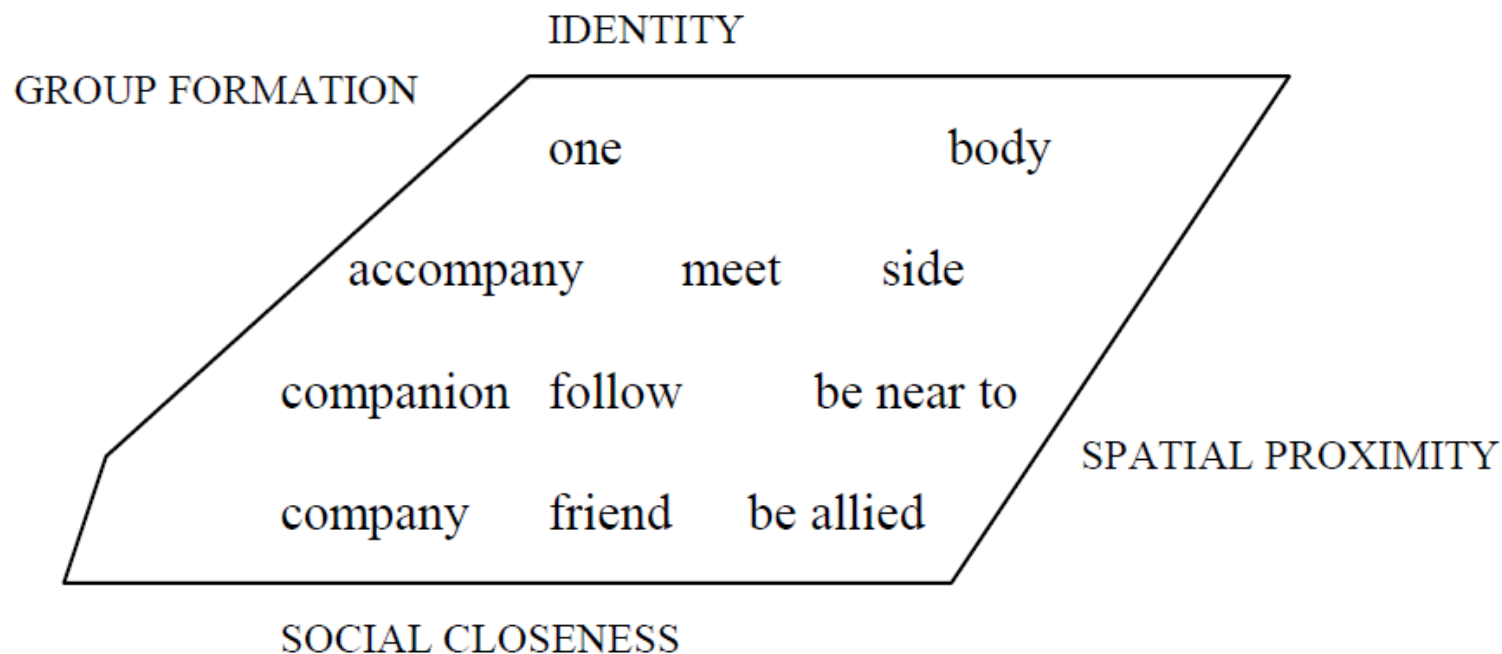 IDENTITY
GROUP FORMATION
one body
accompany meet side
companion follow be near to
SPATIAL PROXIMITY
company friend be allied
SOCIAL CLOSENESS